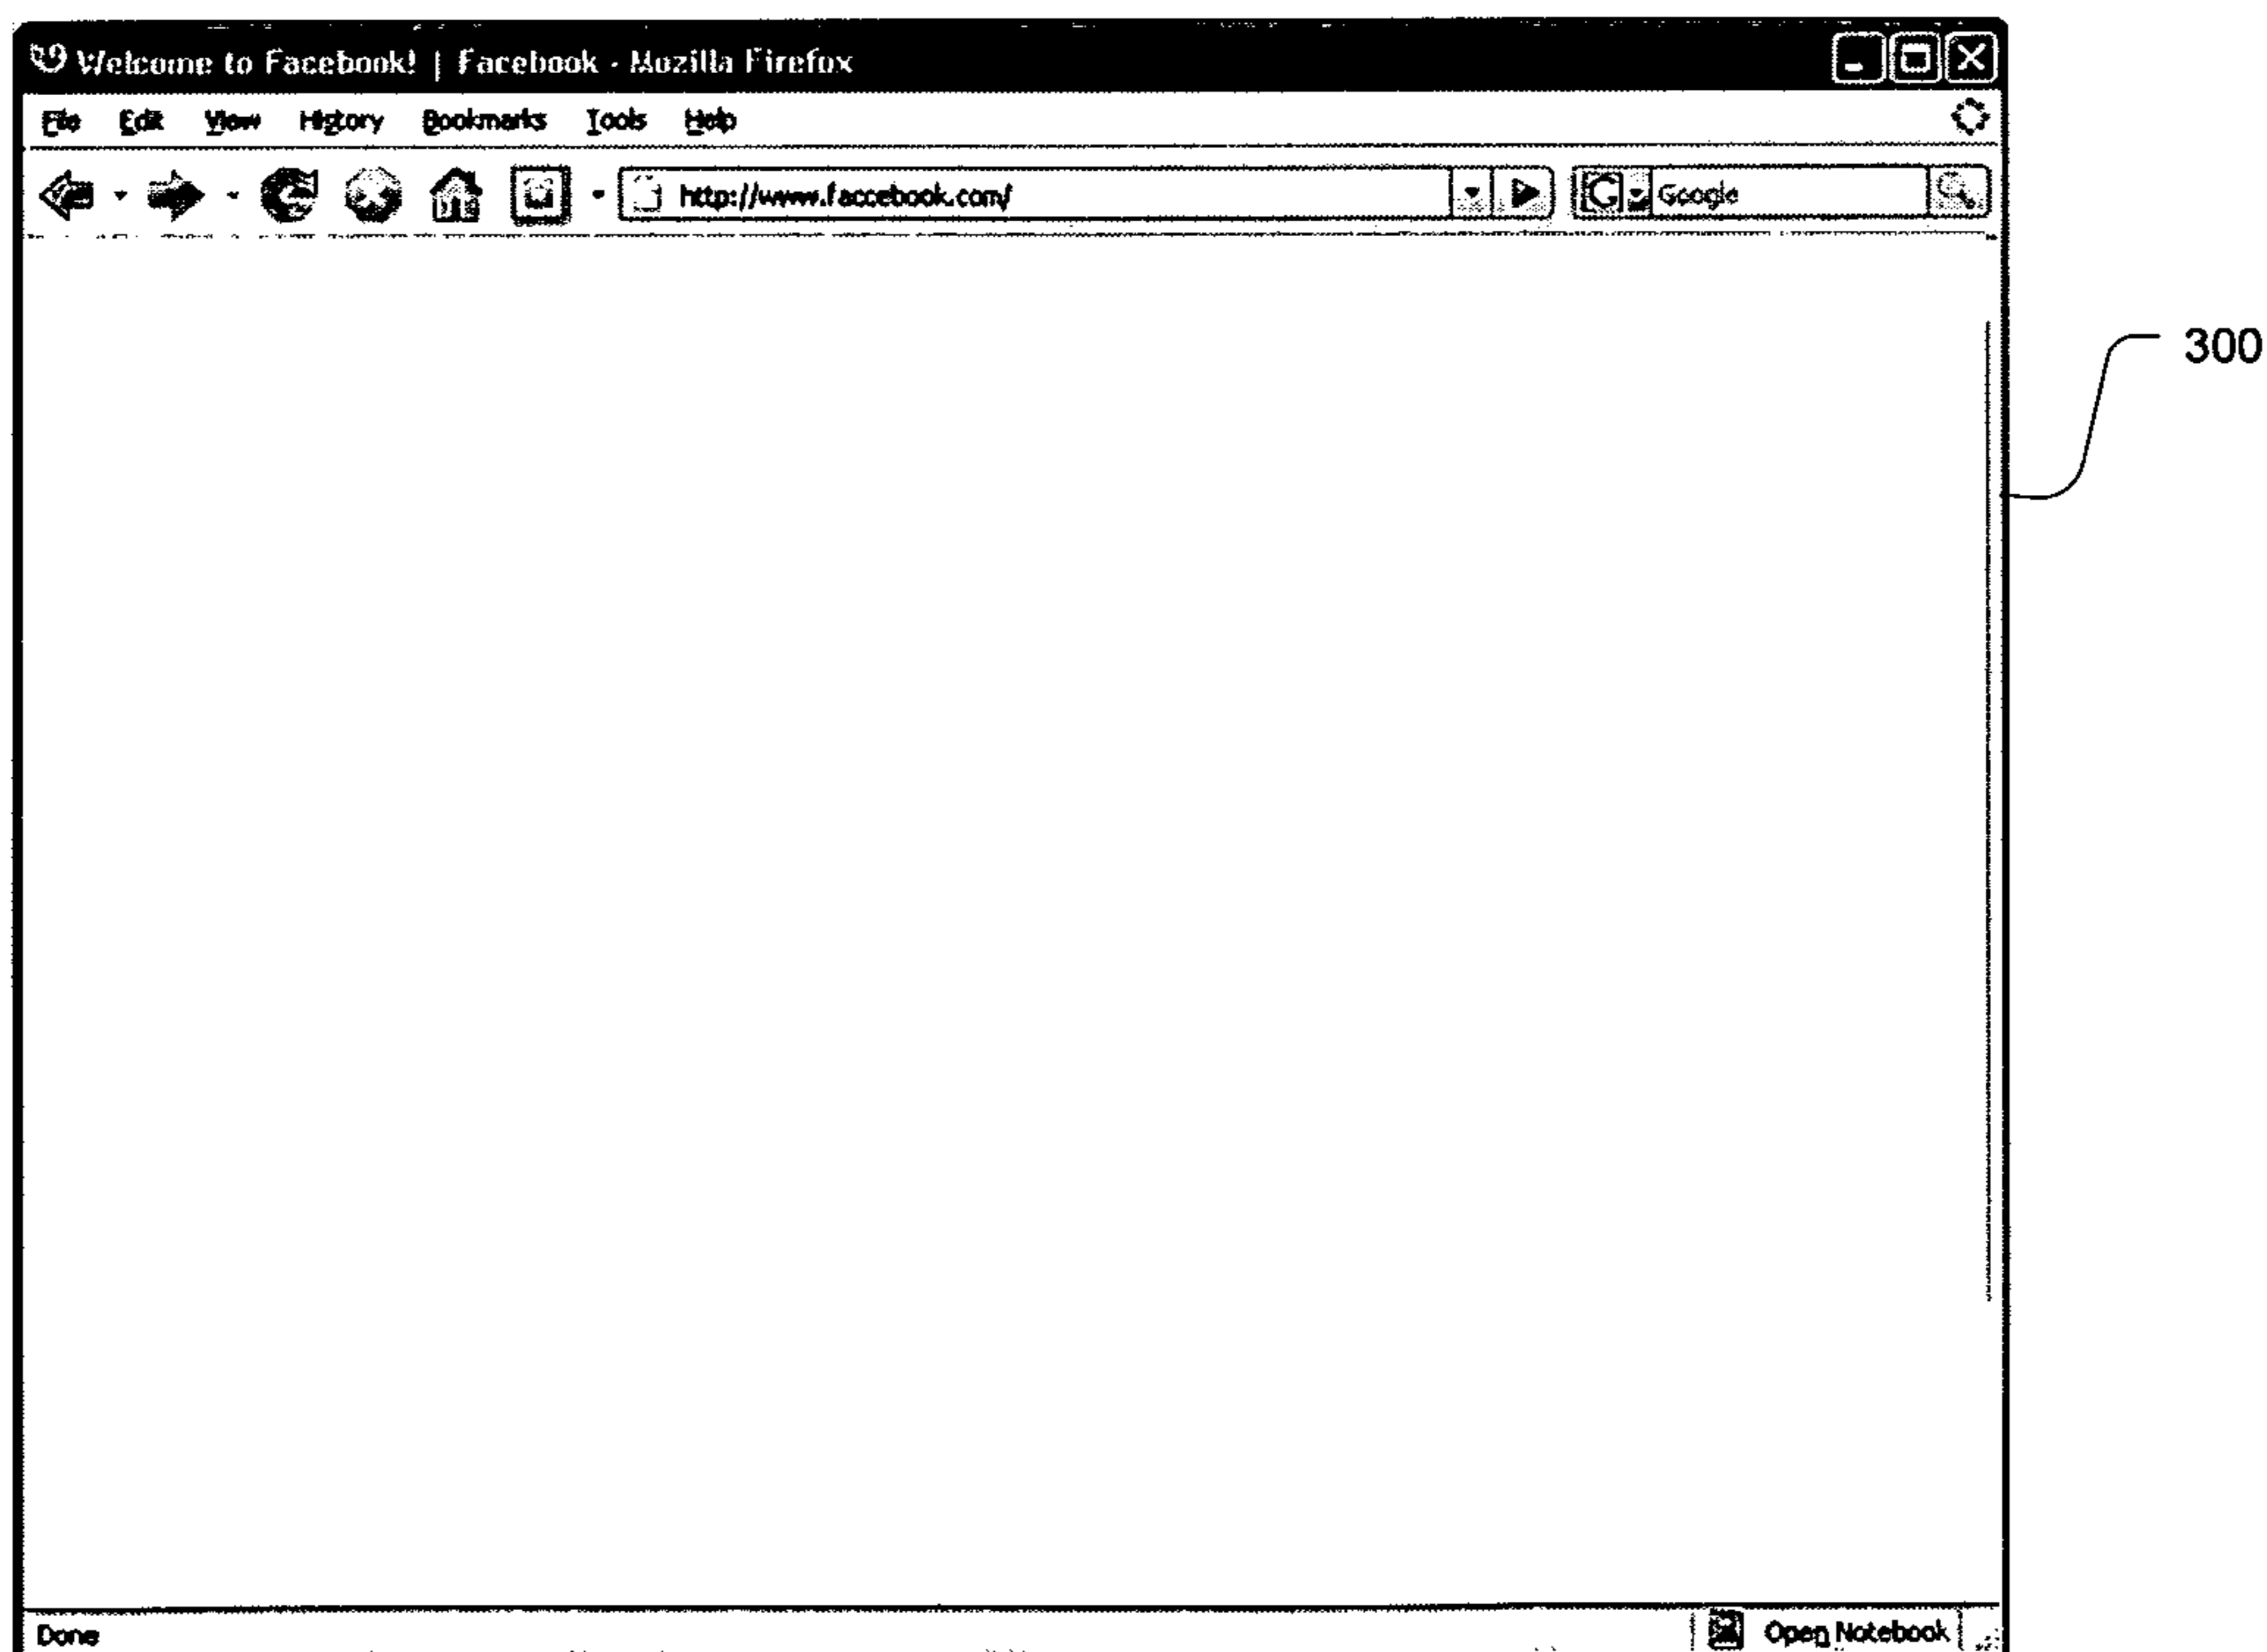 Welcome to Facebook! | Facebook - Mozilla Firefox
File Edit View History Bookmarks Tools Help
http://www.faccebook.com/ G Google
300
Done Open Notebook